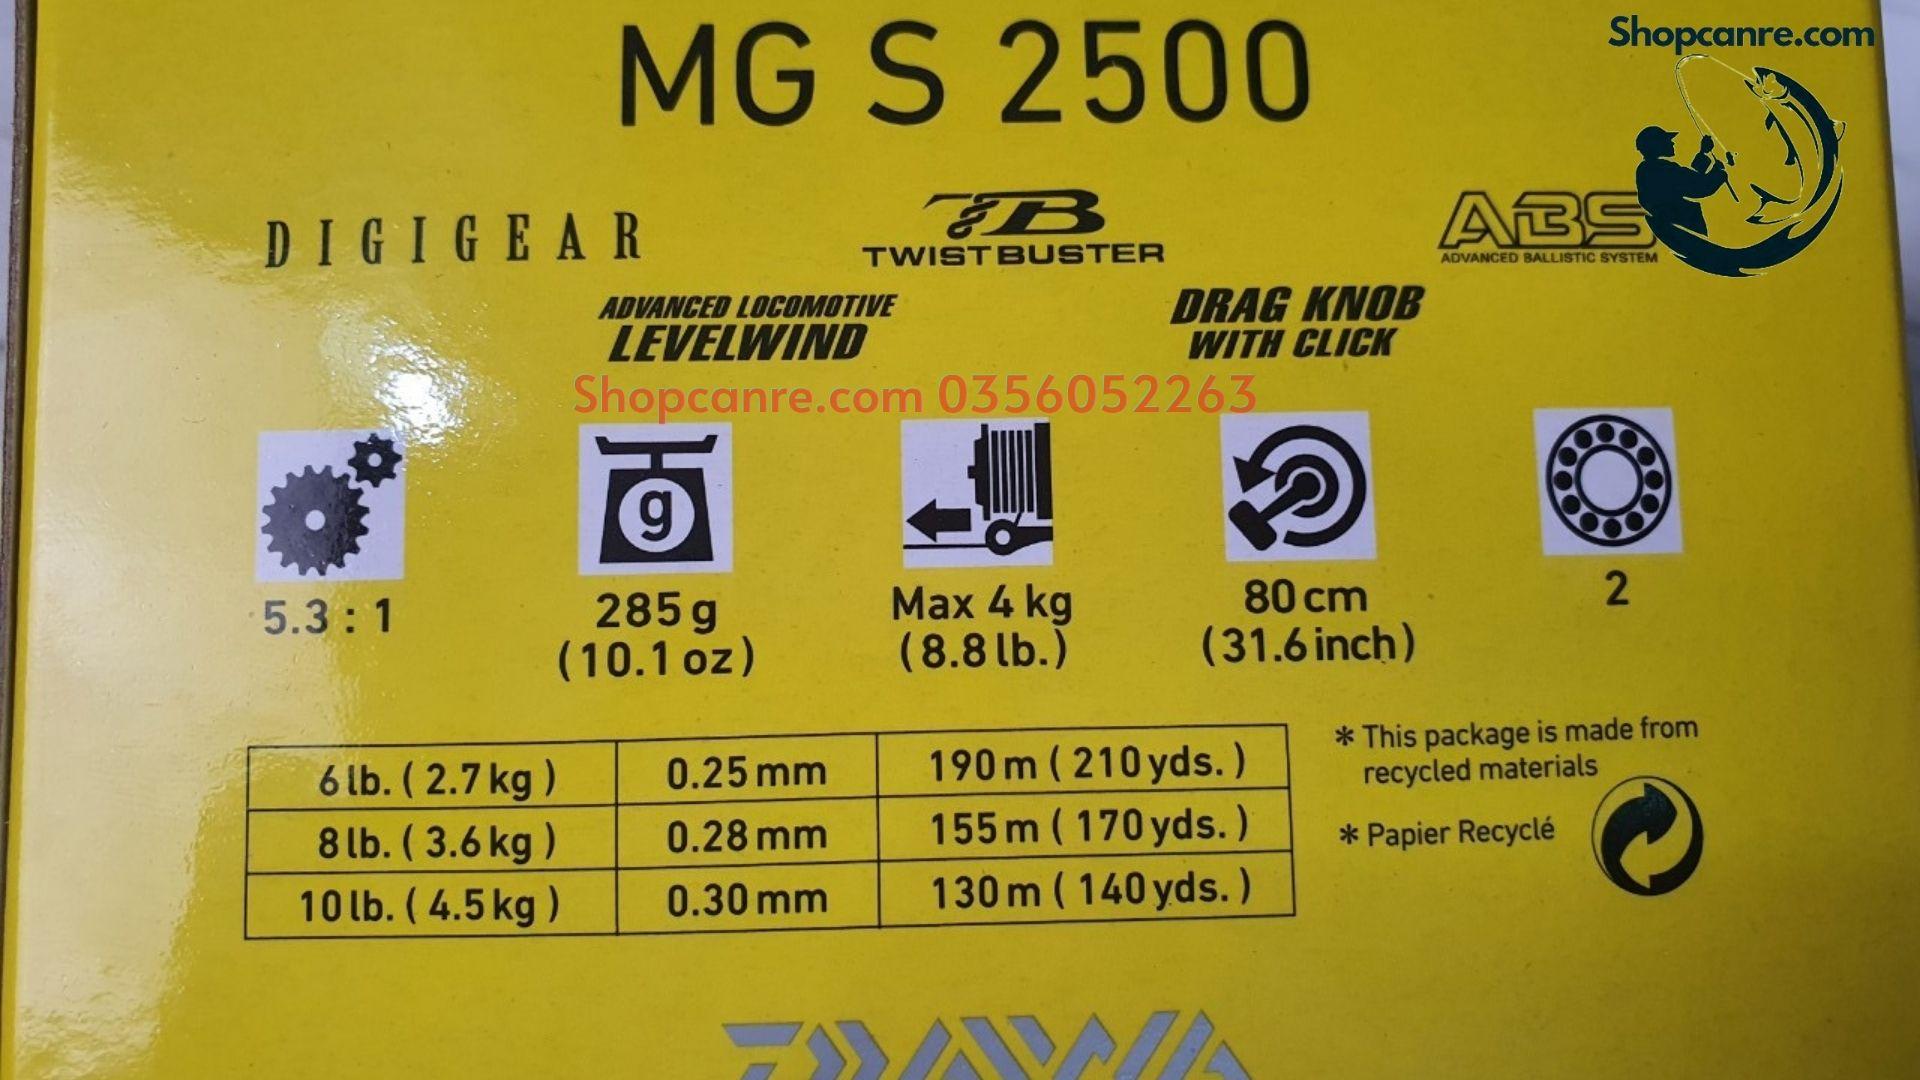 Shopcanre.com
MG S 2500
DIGIGEAR
TB
TWISTBUSTER
ABS
ADVANCED BALLISTIC SYSTEM
ADVANCED LOCOMOTIVE
LEVELWIND
DRAG KNOB
WITH CLICK
Shopcanre.com 0356052263
g
5.3 : 1
285 g
(10.1 oz)
Max 4 kg
(8.8 lb.)
80 cm
(31.6 inch)
2
6 lb. ( 2.7 kg ) 0.25 mm 190 m ( 210 yds. )
8 lb. ( 3.6 kg ) 0.28 mm 155 m ( 170 yds. )
10 lb. ( 4.5 kg ) 0.30 mm 130 m ( 140 yds. )
* This package is made from
recycled materials
* Papier Recyclé
DAIWA